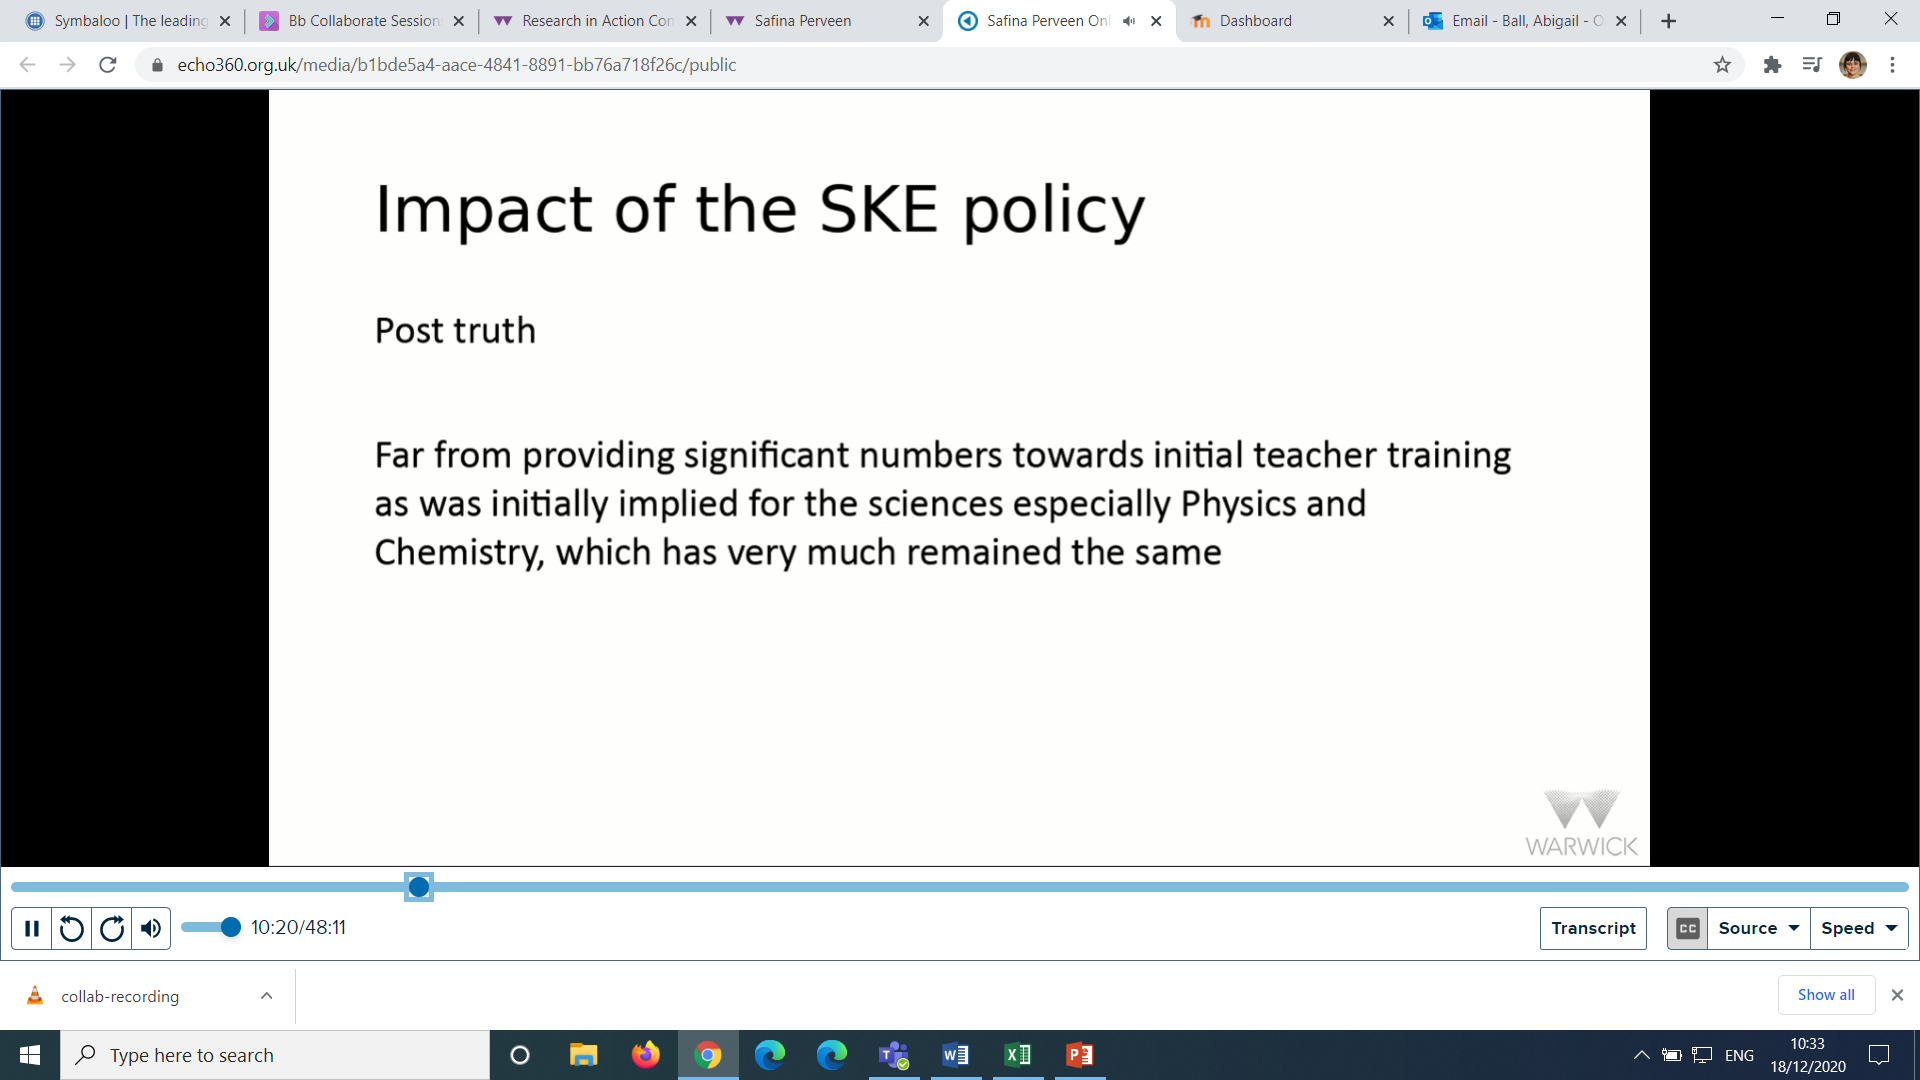 Symbaloo | The leading
Bb Collaborate Session
Research in Action Con
Safina Perveen
Safina Perveen Onl
Dashboard
Email - Ball, Abigail - O
echo360.org.uk/media/b1bde5a4-aace-4841-8891-bb76a718f26c/public
Impact of the SKE policy
Post truth
Far from providing significant numbers towards initial teacher training
as was initially implied for the sciences especially Physics and
Chemistry, which has very much remained the same
WARWICK
10:20/48:11
Transcript
CC
Source
Speed
collab-recording
Show all
Type here to search
ENG
10:33
18/12/2020